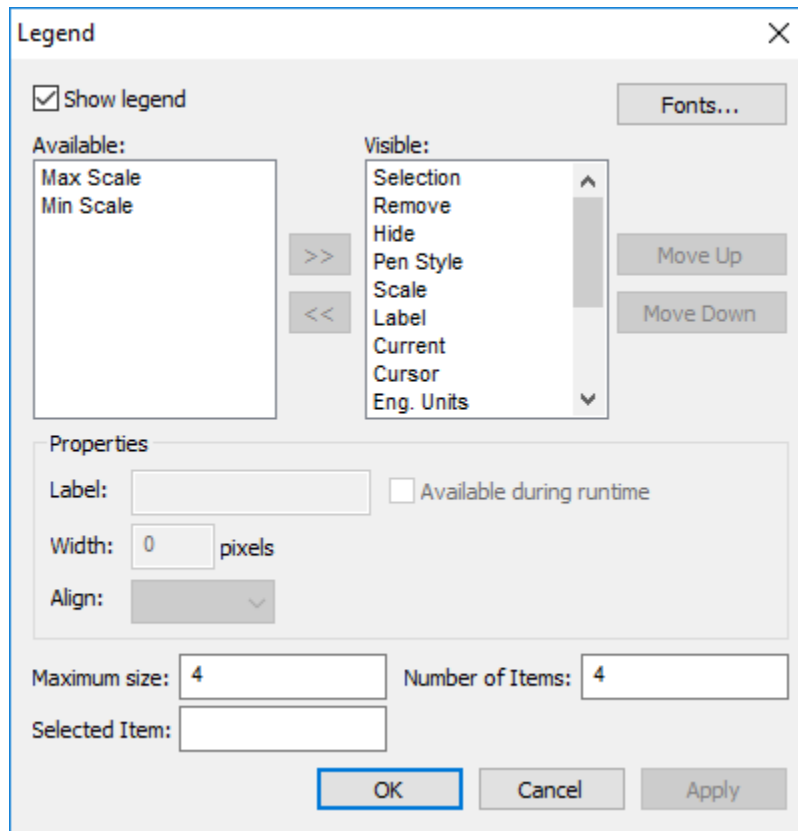 Legend
Show legend
Fonts...
Available:
Visible:
Max Scale
Min Scale
>>
<<
Selection
Remove
Hide
Pen Style
Scale
Label
Current
Cursor
Eng. Units
Move Up
Move Down
Properties
Label:
Available during runtime
Width: 0 pixels
Align:
Maximum size: 4
Number of Items: 4
Selected Item:
OK
Cancel
Apply